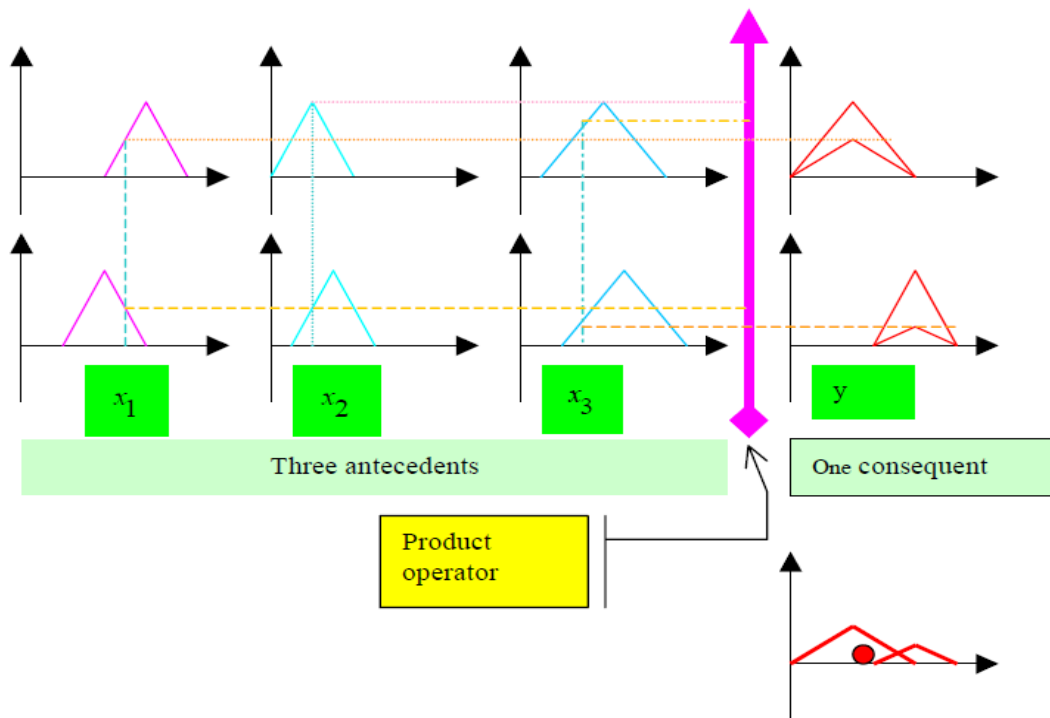 x1
x2
x3
y
Three antecedents
One consequent
Product
operator